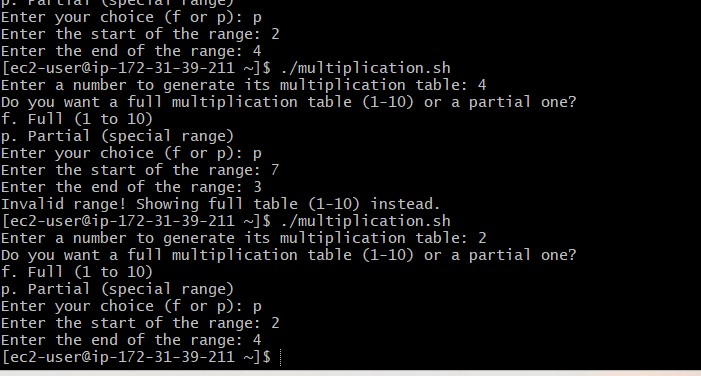 p. Partial (special range)
Enter your choice (f or p): p
Enter the start of the range: 2
Enter the end of the range: 4
[ec2-user@ip-172-31-39-211 ~]$ ./multiplication.sh
Enter a number to generate its multiplication table: 4
Do you want a full multiplication table (1-10) or a partial one?
f. Full (1 to 10)
p. Partial (special range)
Enter your choice (f or p): p
Enter the start of the range: 7
Enter the end of the range: 3
Invalid range! Showing full table (1-10) instead.
[ec2-user@ip-172-31-39-211 ~]$ ./multiplication.sh
Enter a number to generate its multiplication table: 2
Do you want a full multiplication table (1-10) or a partial one?
f. Full (1 to 10)
p. Partial (special range)
Enter your choice (f or p): p
Enter the start of the range: 2
Enter the end of the range: 4
[ec2-user@ip-172-31-39-211 ~]$